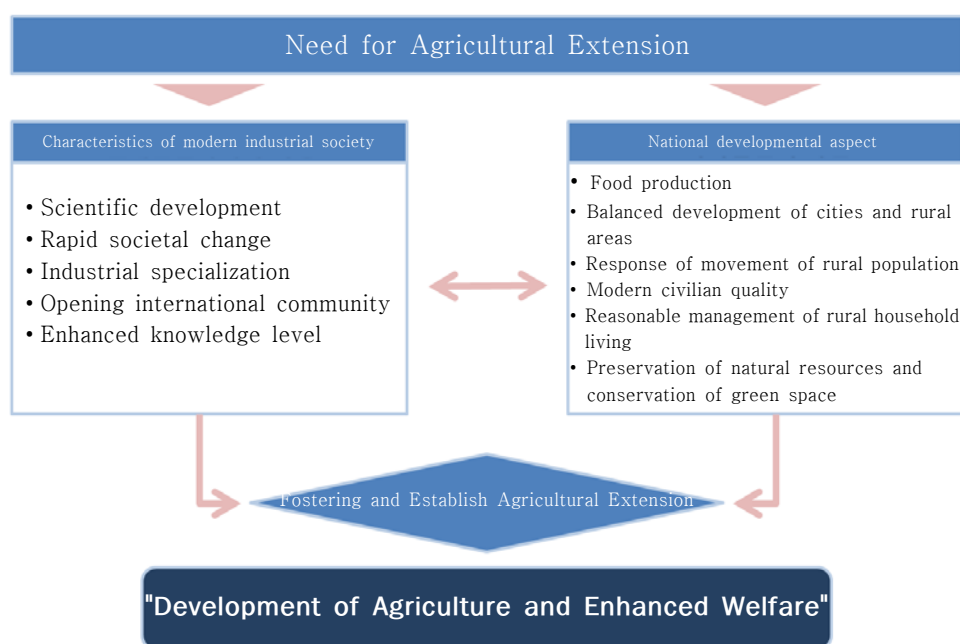 Need for Agricultural Extension
Characteristics of modern industrial society
• Scientific development
• Rapid societal change
• Industrial specialization
• Opening international community
• Enhanced knowledge level
National developmental aspect
• Food production
• Balanced development of cities and rural
areas
• Response of movement of rural population
• Modern civilian quality
• Reasonable management of rural household
living
• Preservation of natural resources and
conservation of green space
Fostering and Establish Agricultural Extension
"Development of Agriculture and Enhanced Welfare"